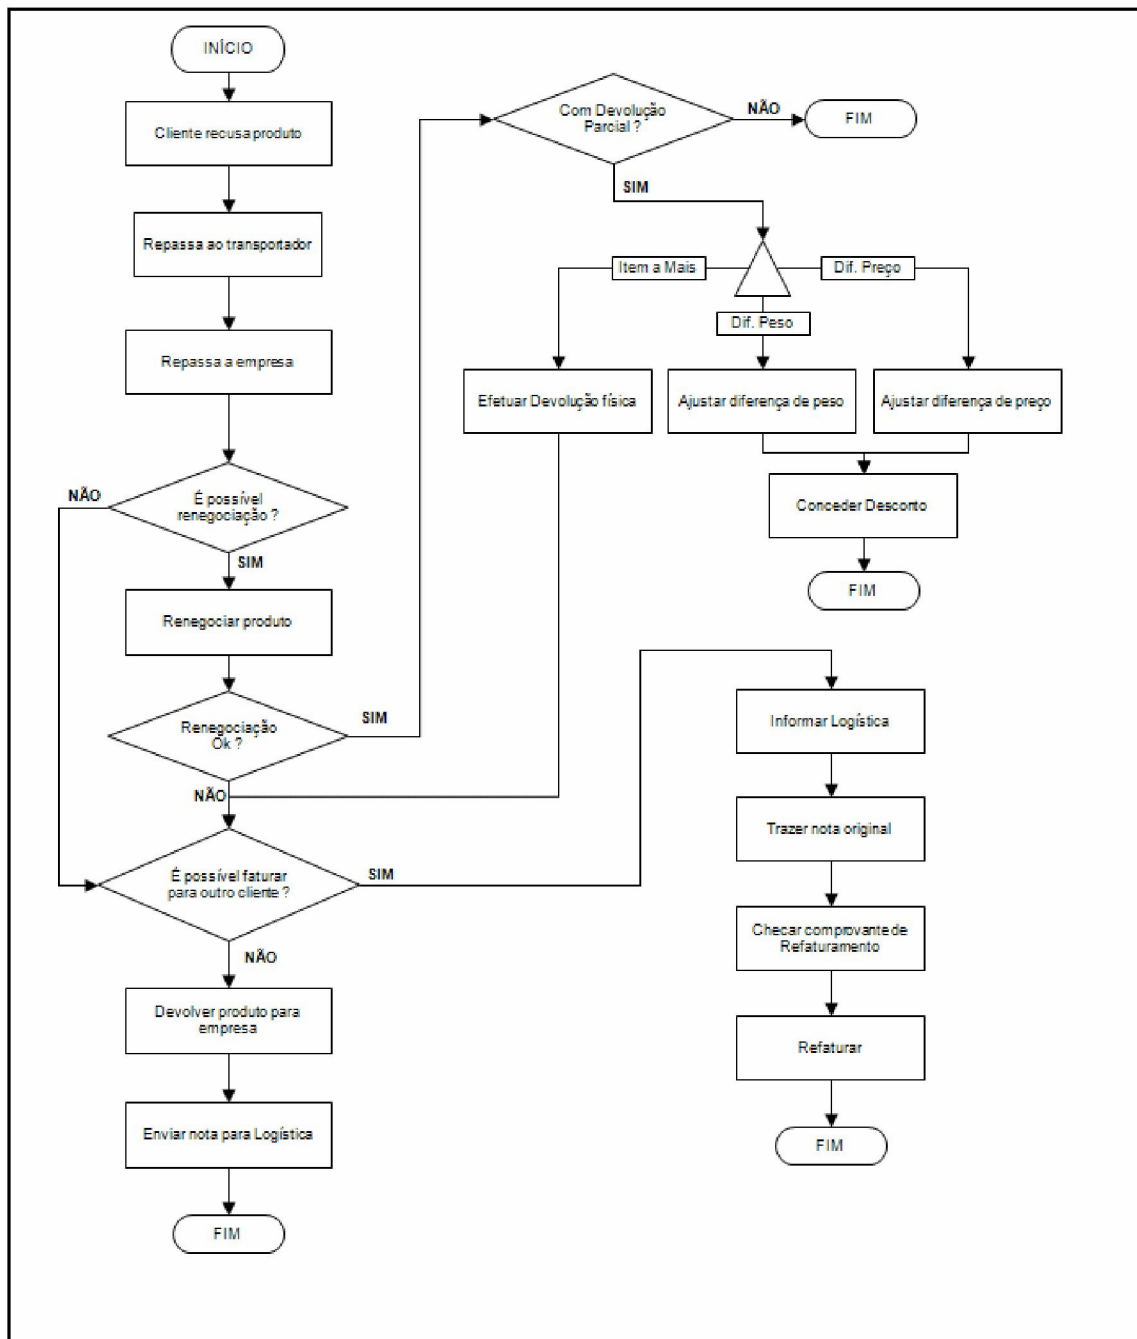 INÍCIO
Cliente recusa produto
Repassa ao transportador
Repassa a empresa
É possível
renegociação ?
NÃO
SIM
Renegociar produto
Renegociação
Ok ?
SIM
NÃO
É possível faturar
para outro cliente ?
SIM
NÃO
Devolver produto para
empresa
Enviar nota para Logística
FIM
Com Devolução
Parcial ?
NÃO
FIM
SIM
Item a Mais
Dif. Peso
Dif. Preço
Efetuar Devolução física
Ajustar diferença de peso
Ajustar diferença de preço
Conceder Desconto
FIM
Informar Logística
Trazer nota original
Checar comprovante de
Refaturamento
Refaturar
FIM